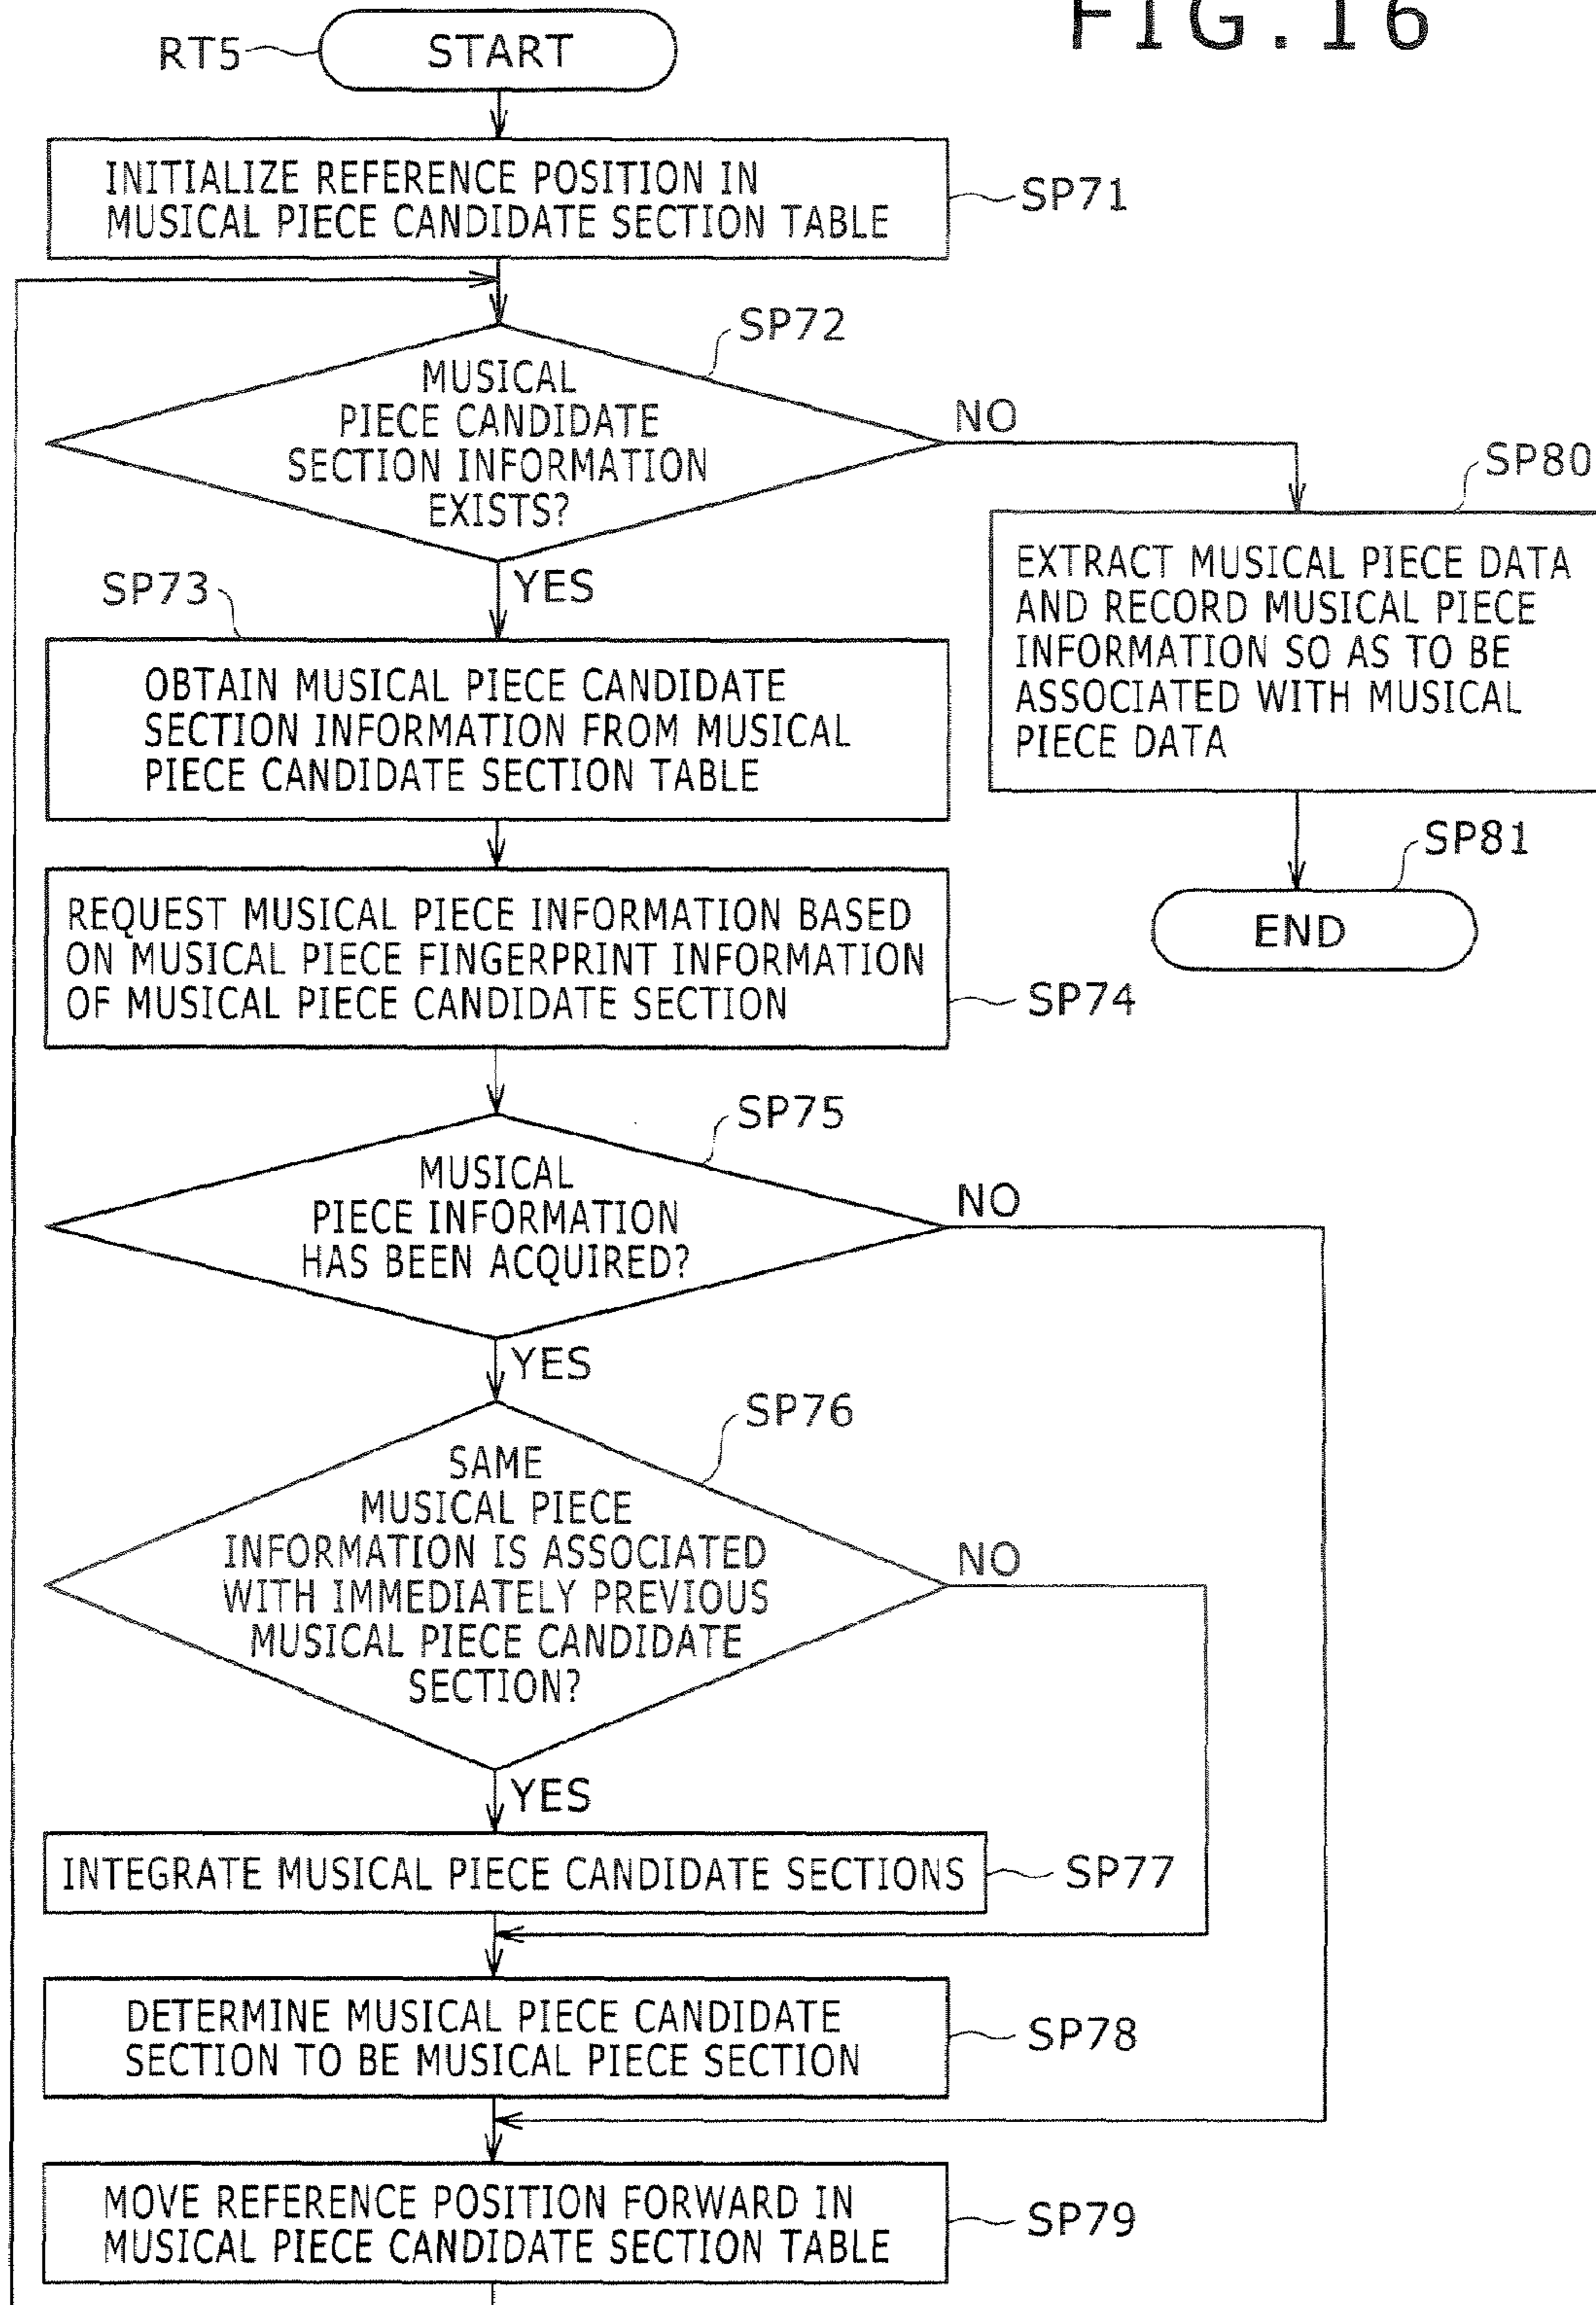 FIG.16
RT5
START
INITIALIZE REFERENCE POSITION IN
MUSICAL PIECE CANDIDATE SECTION TABLE
SP71
SP72
MUSICAL
PIECE CANDIDATE
SECTION INFORMATION
EXISTS?
NO
YES
SP80
EXTRACT MUSICAL PIECE DATA
AND RECORD MUSICAL PIECE
INFORMATION SO AS TO BE
ASSOCIATED WITH MUSICAL
PIECE DATA
SP81
END
SP73
OBTAIN MUSICAL PIECE CANDIDATE
SECTION INFORMATION FROM MUSICAL
PIECE CANDIDATE SECTION TABLE
REQUEST MUSICAL PIECE INFORMATION BASED
ON MUSICAL PIECE FINGERPRINT INFORMATION
OF MUSICAL PIECE CANDIDATE SECTION
SP74
SP75
MUSICAL
PIECE INFORMATION
HAS BEEN ACQUIRED?
NO
YES
SP76
SAME
MUSICAL PIECE
INFORMATION IS ASSOCIATED
WITH IMMEDIATELY PREVIOUS
MUSICAL PIECE CANDIDATE
SECTION?
NO
YES
INTEGRATE MUSICAL PIECE CANDIDATE SECTIONS
SP77
DETERMINE MUSICAL PIECE CANDIDATE
SECTION TO BE MUSICAL PIECE SECTION
SP78
MOVE REFERENCE POSITION FORWARD IN
MUSICAL PIECE CANDIDATE SECTION TABLE
SP79